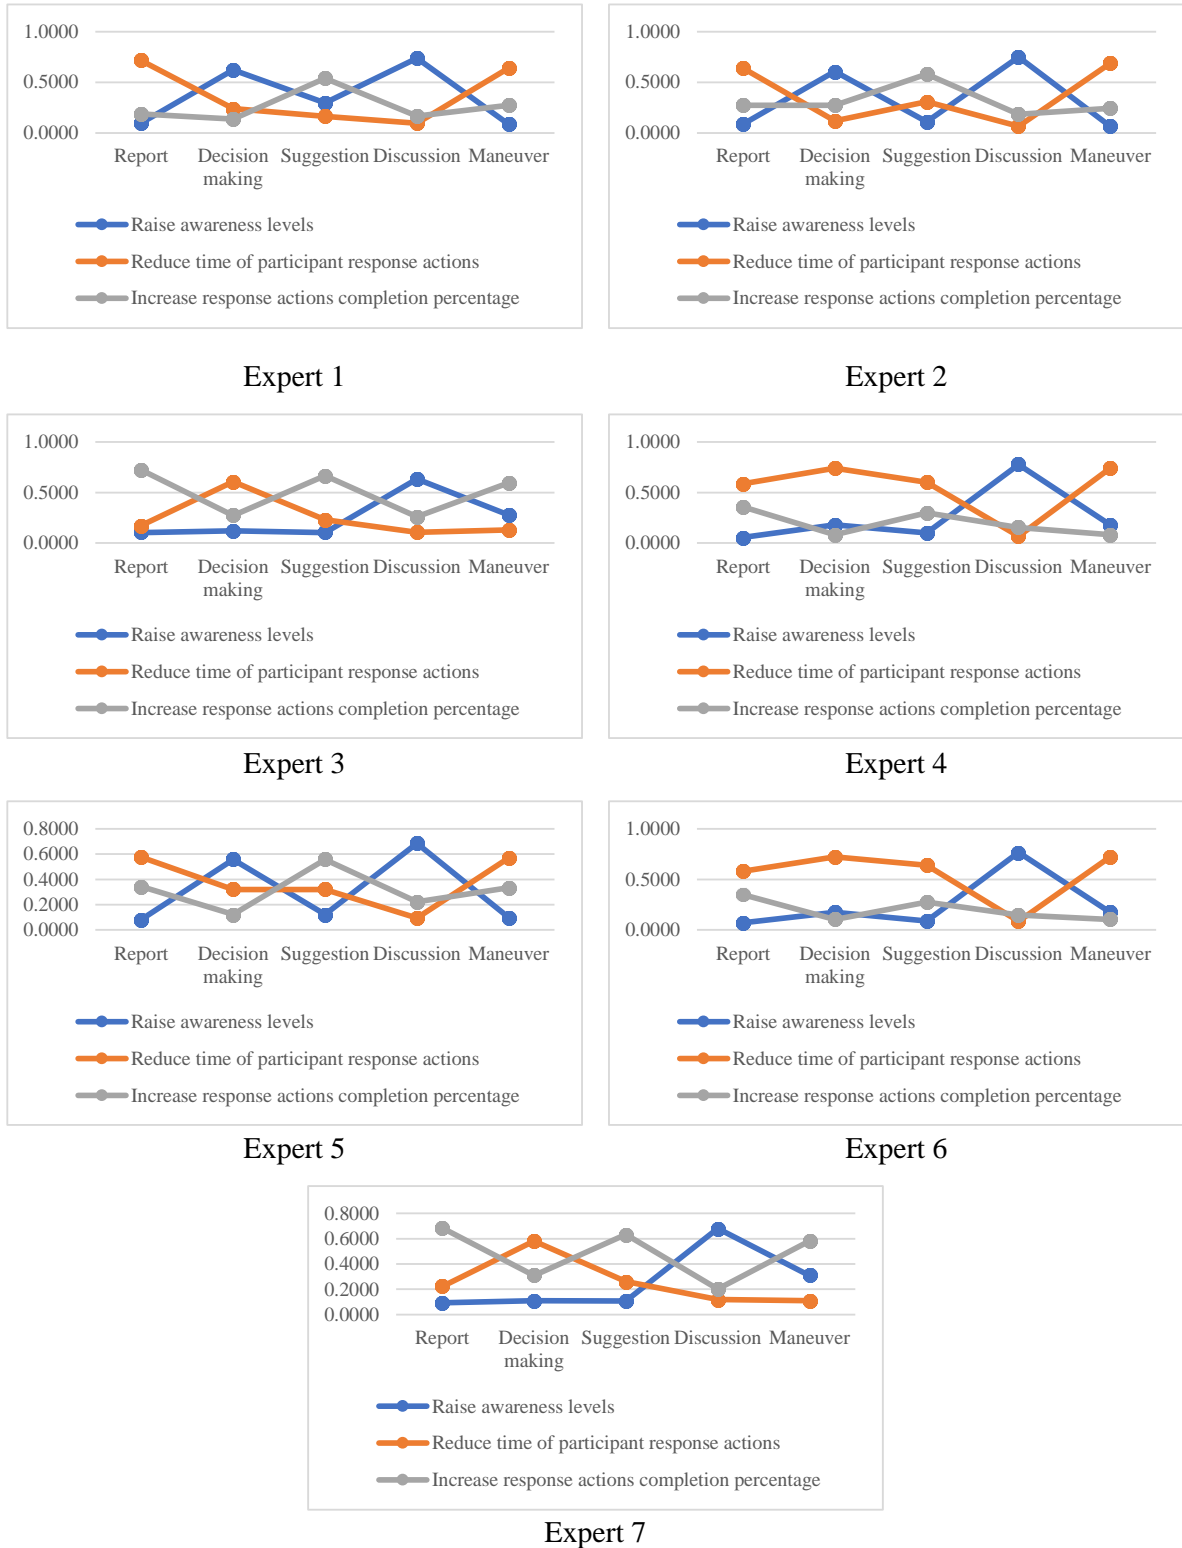 1.0000
0.5000
0.0000
Report Decision making Suggestion Discussion Maneuver
Raise awareness levels
Reduce time of participant response actions
Increase response actions completion percentage
Expert 1
1.0000
0.5000
0.0000
Report Decision making Suggestion Discussion Maneuver
Raise awareness levels
Reduce time of participant response actions
Increase response actions completion percentage
Expert 2
1.0000
0.5000
0.0000
Report Decision making Suggestion Discussion Maneuver
Raise awareness levels
Reduce time of participant response actions
Increase response actions completion percentage
Expert 3
1.0000
0.5000
0.0000
Report Decision making Suggestion Discussion Maneuver
Raise awareness levels
Reduce time of participant response actions
Increase response actions completion percentage
Expert 4
0.8000
0.6000
0.4000
0.2000
0.0000
Report Decision making Suggestion Discussion Maneuver
Raise awareness levels
Reduce time of participant response actions
Increase response actions completion percentage
Expert 5
1.0000
0.5000
0.0000
Report Decision making Suggestion Discussion Maneuver
Raise awareness levels
Reduce time of participant response actions
Increase response actions completion percentage
Expert 6
0.8000
0.6000
0.4000
0.2000
0.0000
Report Decision making Suggestion Discussion Maneuver
Raise awareness levels
Reduce time of participant response actions
Increase response actions completion percentage
Expert 7